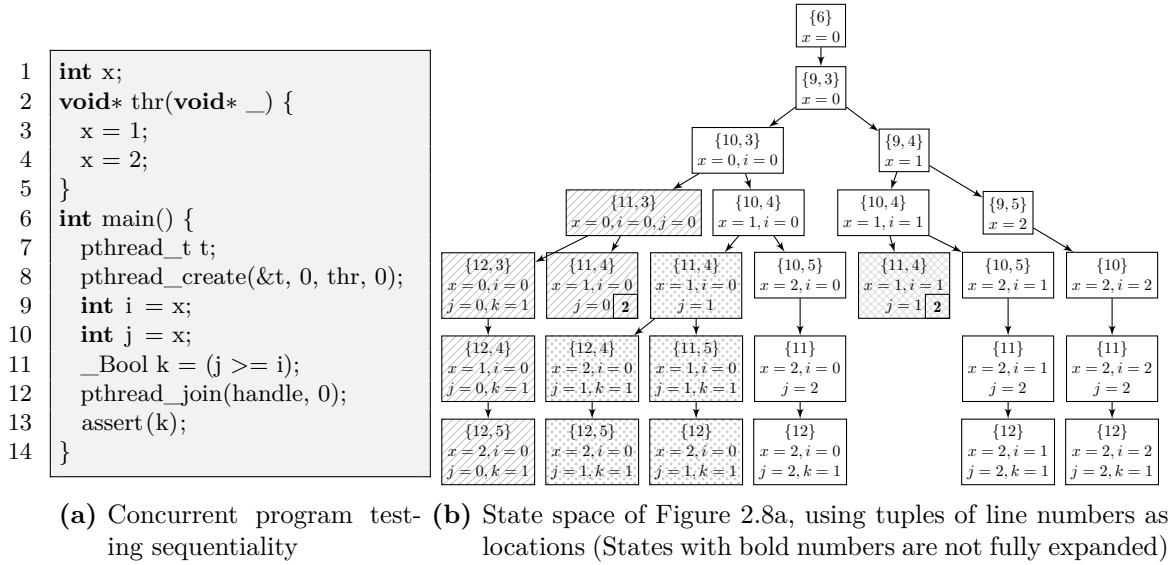 1 int x;
2 void* thr(void* _) {
3 x = 1;
4 x = 2;
5 }
6 int main() {
7 pthread_t t;
8 pthread_create(&t, 0, thr, 0);
9 int i = x;
10 int j = x;
11 _Bool k = (j >= i);
12 pthread_join(handle, 0);
13 assert(k);
14 }
(a) Concurrent program test-
ing sequentiality
{6}
x = 0
{9, 3}
x = 0
{10, 3}
x = 0, i = 0
{9, 4}
x = 1
{11, 3}
x = 0, i = 0, j = 0
{10, 4}
x = 1, i = 0
{10, 4}
x = 1, i = 1
{9, 5}
x = 2
{12, 3}
x = 0, i = 0
j = 0, k = 1
{11, 4}
x = 1, i = 0
j = 0 2
{11, 4}
x = 1, i = 0
j = 1
{10, 5}
x = 2, i = 0
{11, 4}
x = 1, i = 1
j = 1 2
{10, 5}
x = 2, i = 1
{10}
x = 2, i = 2
{12, 4}
x = 1, i = 0
j = 0, k = 1
{12, 4}
x = 2, i = 0
j = 1, k = 1
{11, 5}
x = 1, i = 0
j = 1, k = 1
{11}
x = 2, i = 0
j = 2
{11}
x = 2, i = 1
j = 2
{11}
x = 2, i = 2
j = 2
{12, 5}
x = 2, i = 0
j = 0, k = 1
{12, 5}
x = 2, i = 0
j = 1, k = 1
{12}
x = 2, i = 0
j = 1, k = 1
{12}
x = 2, i = 0
j = 2, k = 1
{12}
x = 2, i = 1
j = 2, k = 1
{12}
x = 2, i = 2
j = 2, k = 1
(b) State space of Figure 2.8a, using tuples of line numbers as
locations (States with bold numbers are not fully expanded)